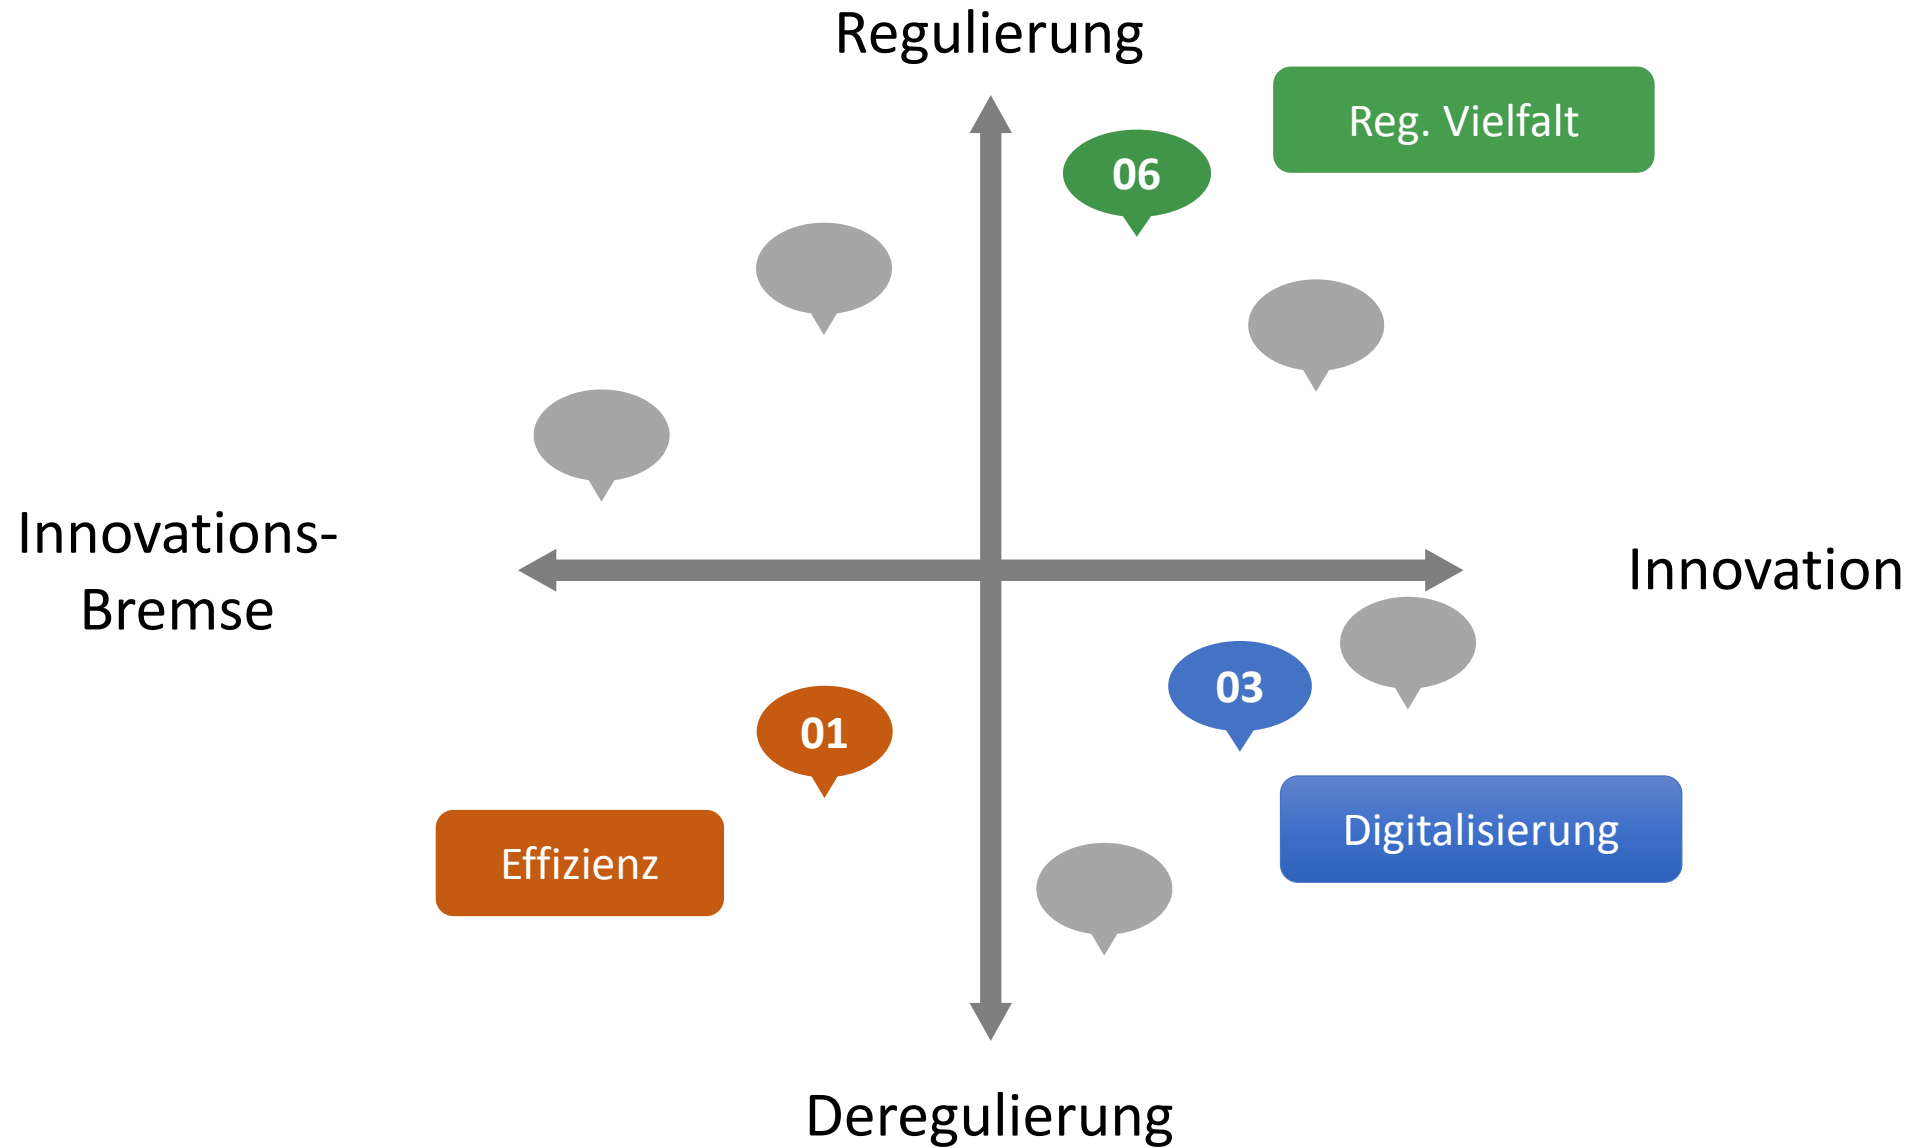 Regulierung
Reg. Vielfalt
06
Innovations-
Bremse
Innovation
03
01
Digitalisierung
Effizienz
Deregulierung